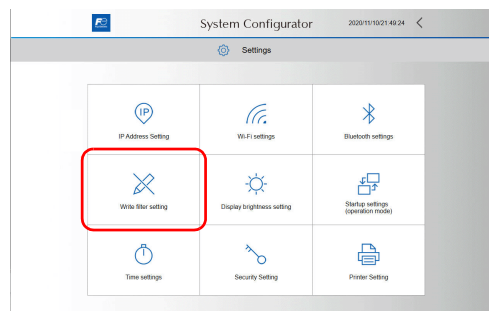 System Configurator
2020/11/10/21:49:24
Settings
IP
IP Address Setting
Wi-Fi settings
Bluetooth settings
Write filter setting
Display brightness setting
Startup settings
(operation mode)
Time settings
Security Setting
Printer Setting